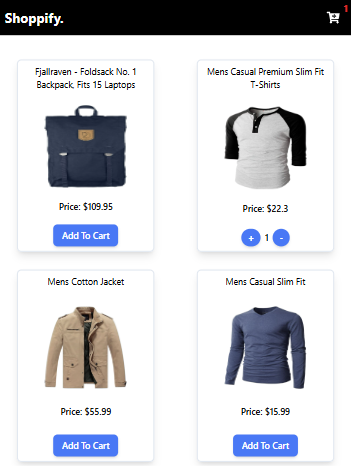 Shoppify.
1
Fjallraven - Foldsack No. 1
Backpack, Fits 15 Laptops
Price: $109.95
Add To Cart
Mens Casual Premium Slim Fit
T-Shirts
Price: $22.3
+ 1 -
Mens Cotton Jacket
Price: $55.99
Add To Cart
Mens Casual Slim Fit
Price: $15.99
Add To Cart